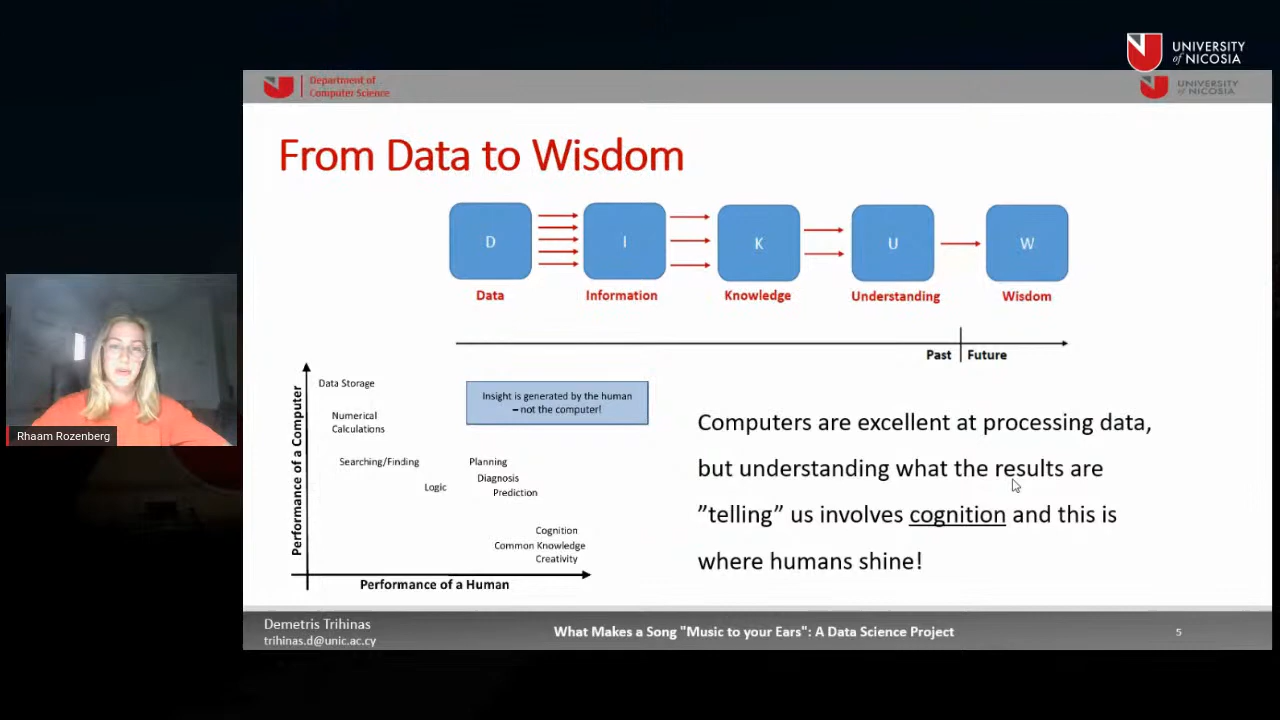 UNIVERSITY
of NICOSIA
Department of
Computer Science
UNIVERSITY
of NICOSIA
From Data to Wisdom
D
I
K
U
W
Data
Information
Knowledge
Understanding
Wisdom
Past
Future
Performance of a Computer
Data Storage
Numerical
Calculations
Searching/Finding
Logic
Planning
Diagnosis
Prediction
Cognition
Common Knowledge
Creativity
Performance of a Human
Insight is generated by the human
– not the computer!
Computers are excellent at processing data,
but understanding what the results are
”telling” us involves cognition and this is
where humans shine!
Rhaam Rozenberg
Demetris Trihinas
trihinas.d@unic.ac.cy
What Makes a Song "Music to your Ears": A Data Science Project
5